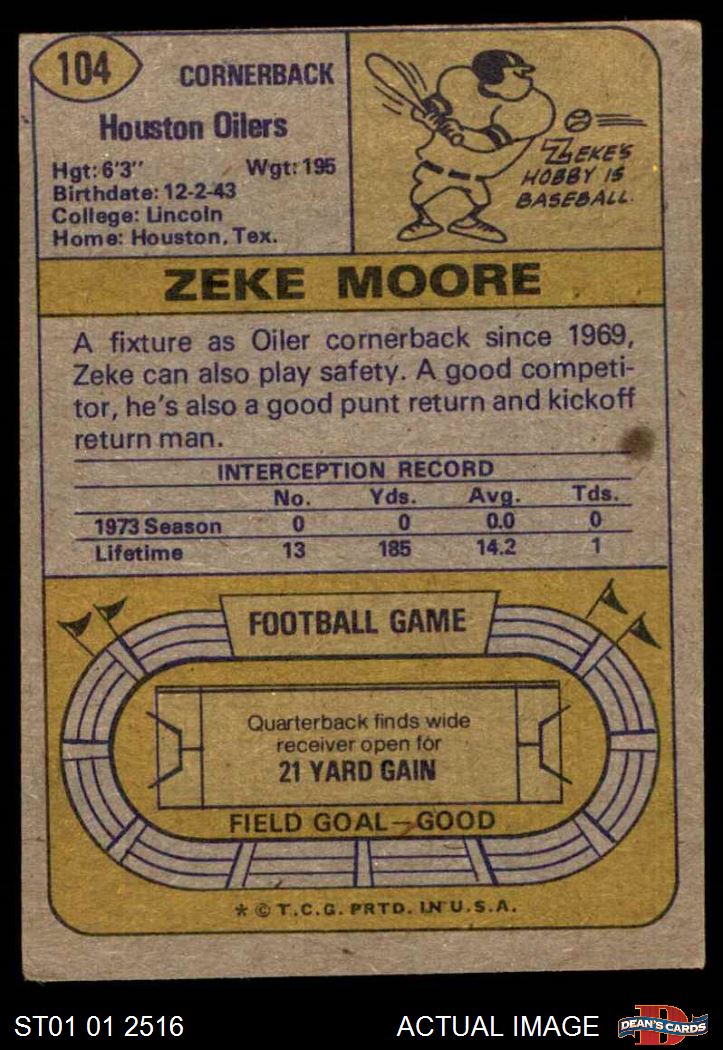 104
CORNERBACK
Houston Oilers
Hgt: 6'3" Wgt: 195
Birthdate: 12-2-43
College: Lincoln
Home: Houston, Tex.
ZEKE'S
HOBBY IS
BASEBALL.
ZEKE MOORE
A fixture as Oiler cornerback since 1969,
Zeke can also play safety. A good competi-
tor, he's also a good punt return and kickoff
return man.
INTERCEPTION RECORD
No. Yds. Avg. Tds.
1973 Season 0 0 0.0 0
Lifetime 13 185 14.2 1
FOOTBALL GAME
Quarterback finds wide
receiver open for
21 YARD GAIN
FIELD GOAL—GOOD
* © T.C.G. PRTD. IN U.S.A.
ST01 01 2516
ACTUAL IMAGE
D
DEAN'S CARDS